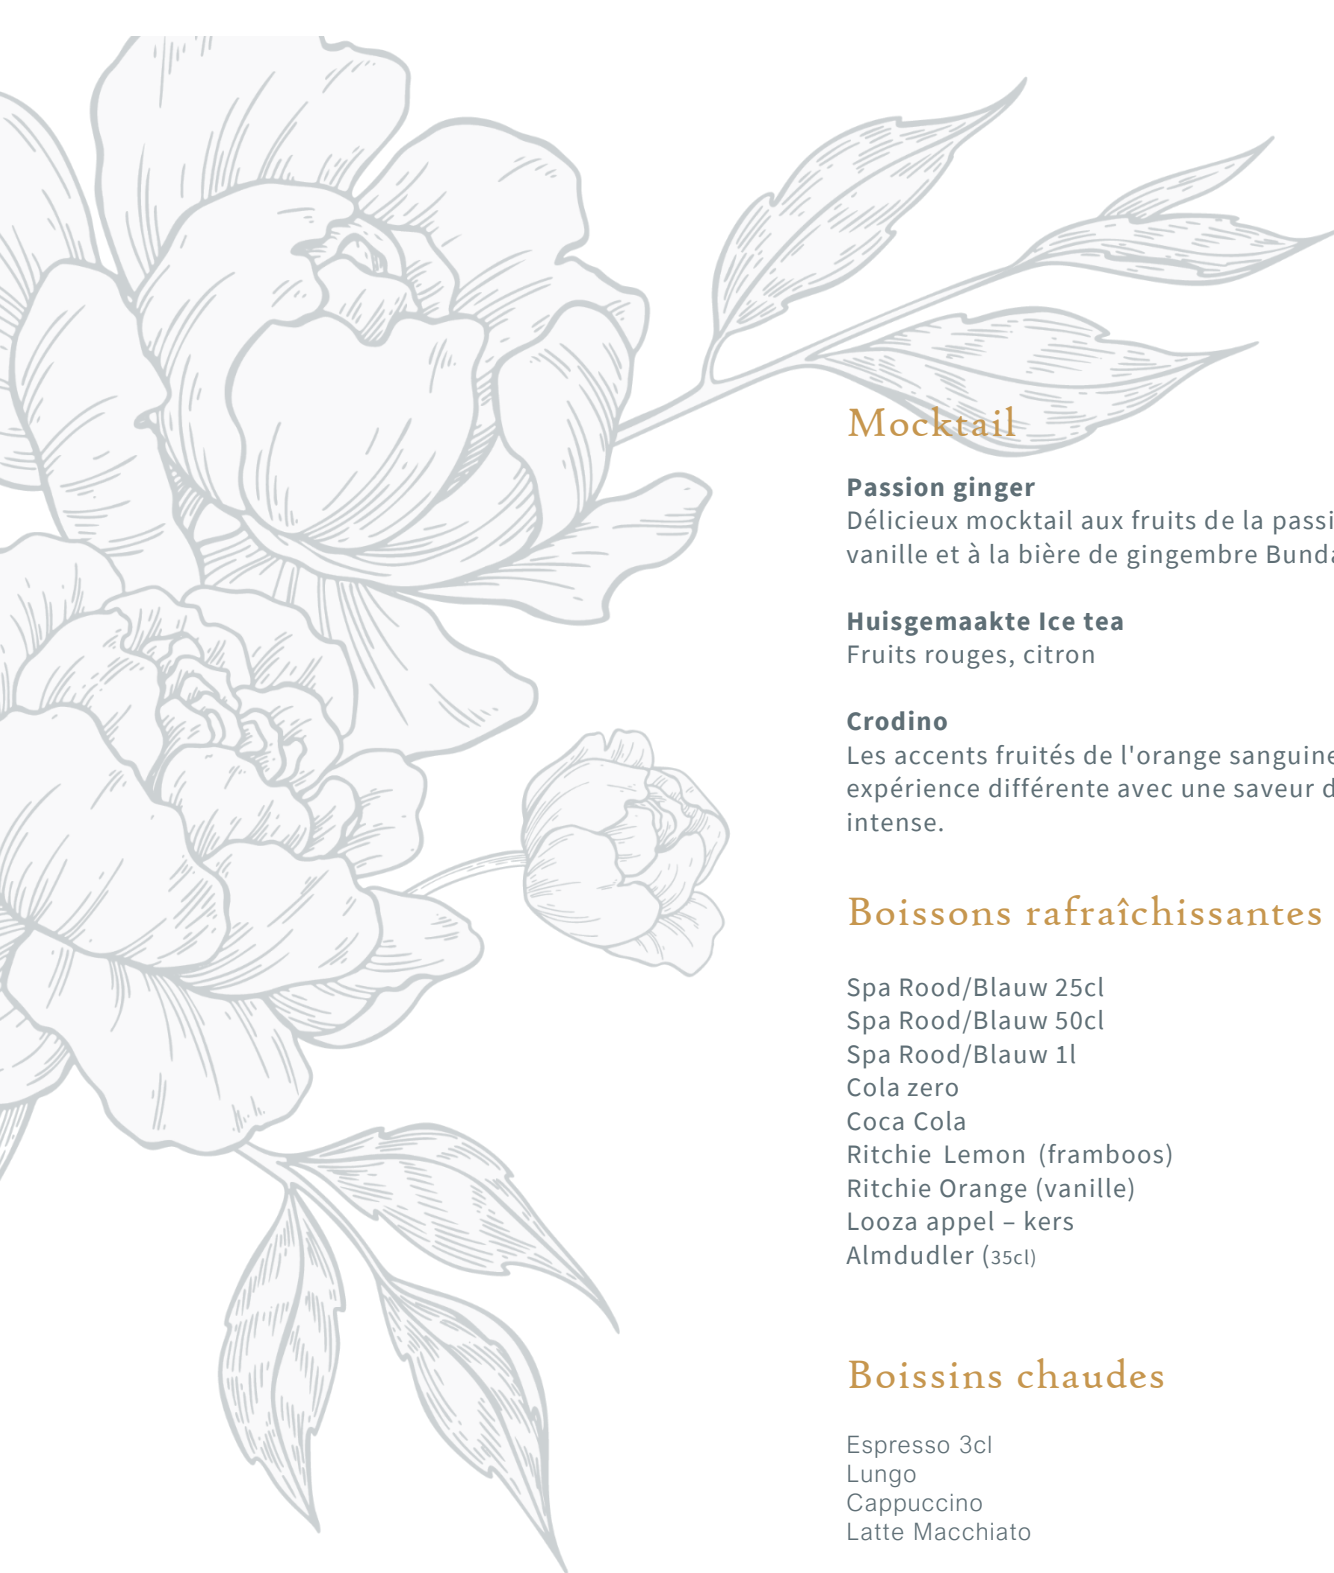 Mocktail
Passion ginger
Délicieux mocktail aux fruits de la
vanille et à la bière de gingembre
Huisgemaakte Ice tea
Fruits rouges, citron
Crodino
Les accents fruités de l'orange sanguine
expérience différente avec une saveur
intense.
Boissons rafraîchissantes
Spa Rood/Blauw 25cl
Spa Rood/Blauw 50cl
Spa Rood/Blauw 1l
Cola zero
Coca Cola
Ritchie Lemon (framboos)
Ritchie Orange (vanille)
Looza appel – kers
Almdudler (35cl)
Boissins chaudes
Espresso 3cl
Lungo
Cappuccino
Latte Macchiato